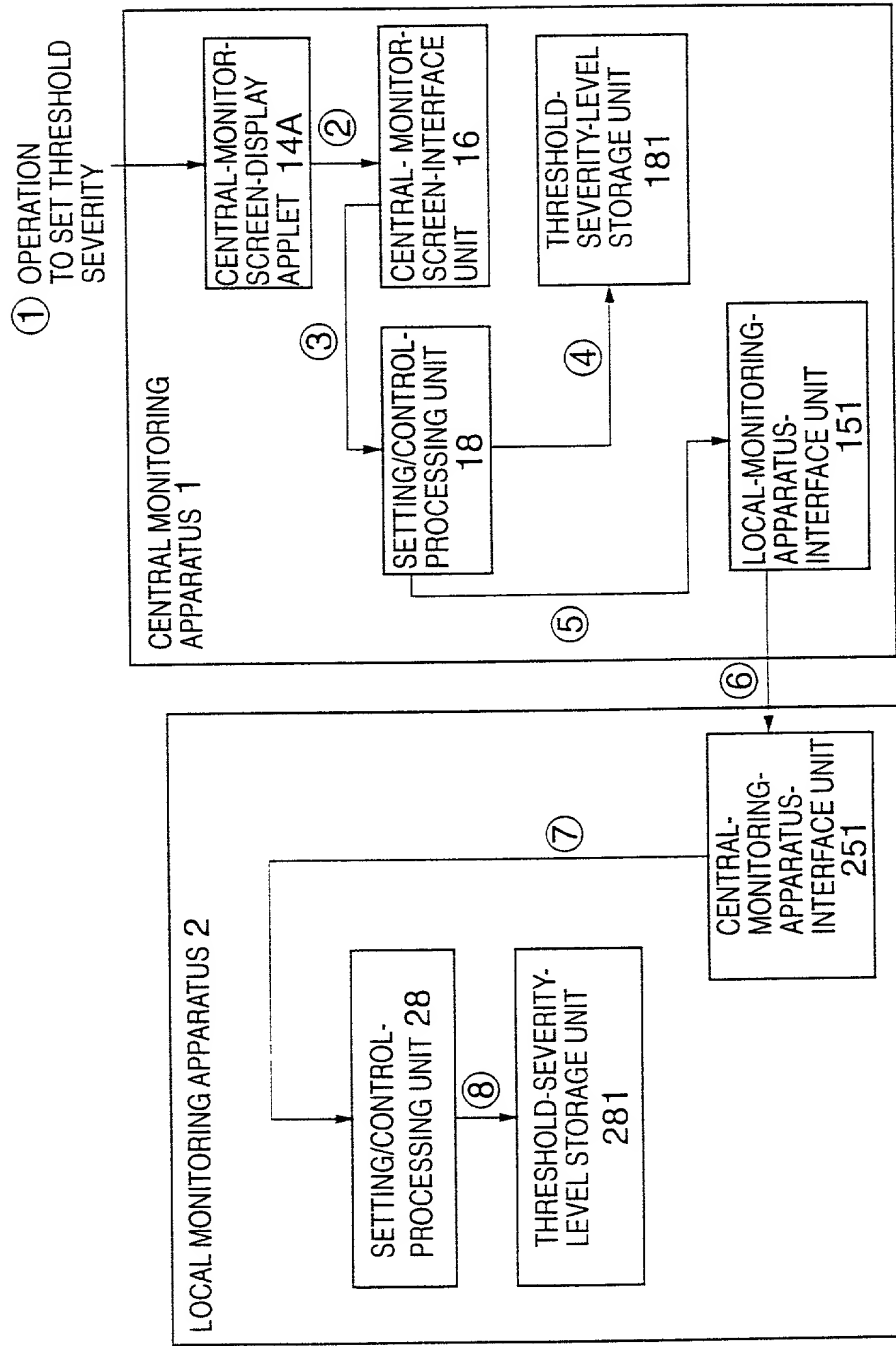 ① OPERATION
TO SET THRESHOLD
SEVERITY
CENTRAL MONITORING
APPARATUS 1
CENTRAL-MONITOR-
SCREEN-DISPLAY
APPLET 14A
②
CENTRAL- MONITOR-
SCREEN-INTERFACE
UNIT 16
③
SETTING/CONTROL-
PROCESSING UNIT
18
④
THRESHOLD-
SEVERITY-LEVEL
STORAGE UNIT
181
⑤
LOCAL-MONITORING-
APPARATUS-
INTERFACE UNIT
151
⑥
LOCAL MONITORING APPARATUS 2
CENTRAL-
MONITORING-
APPARATUS-
INTERFACE UNIT
251
⑦
SETTING/CONTROL-
PROCESSING UNIT 28
⑧
THRESHOLD-SEVERITY-
LEVEL STORAGE UNIT
281